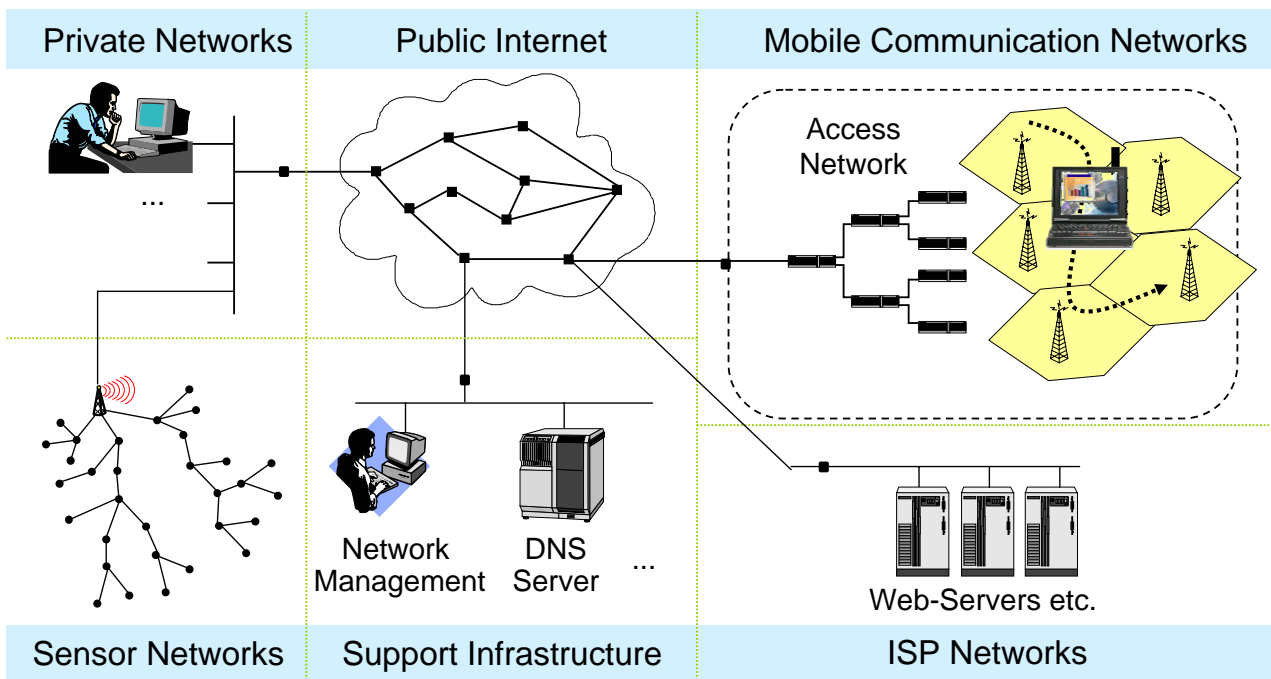 Private Networks
Public Internet
Mobile Communication Networks
Access
Network
...
Network
Management
DNS
Server
...
Web-Servers etc.
Sensor Networks
Support Infrastructure
ISP Networks